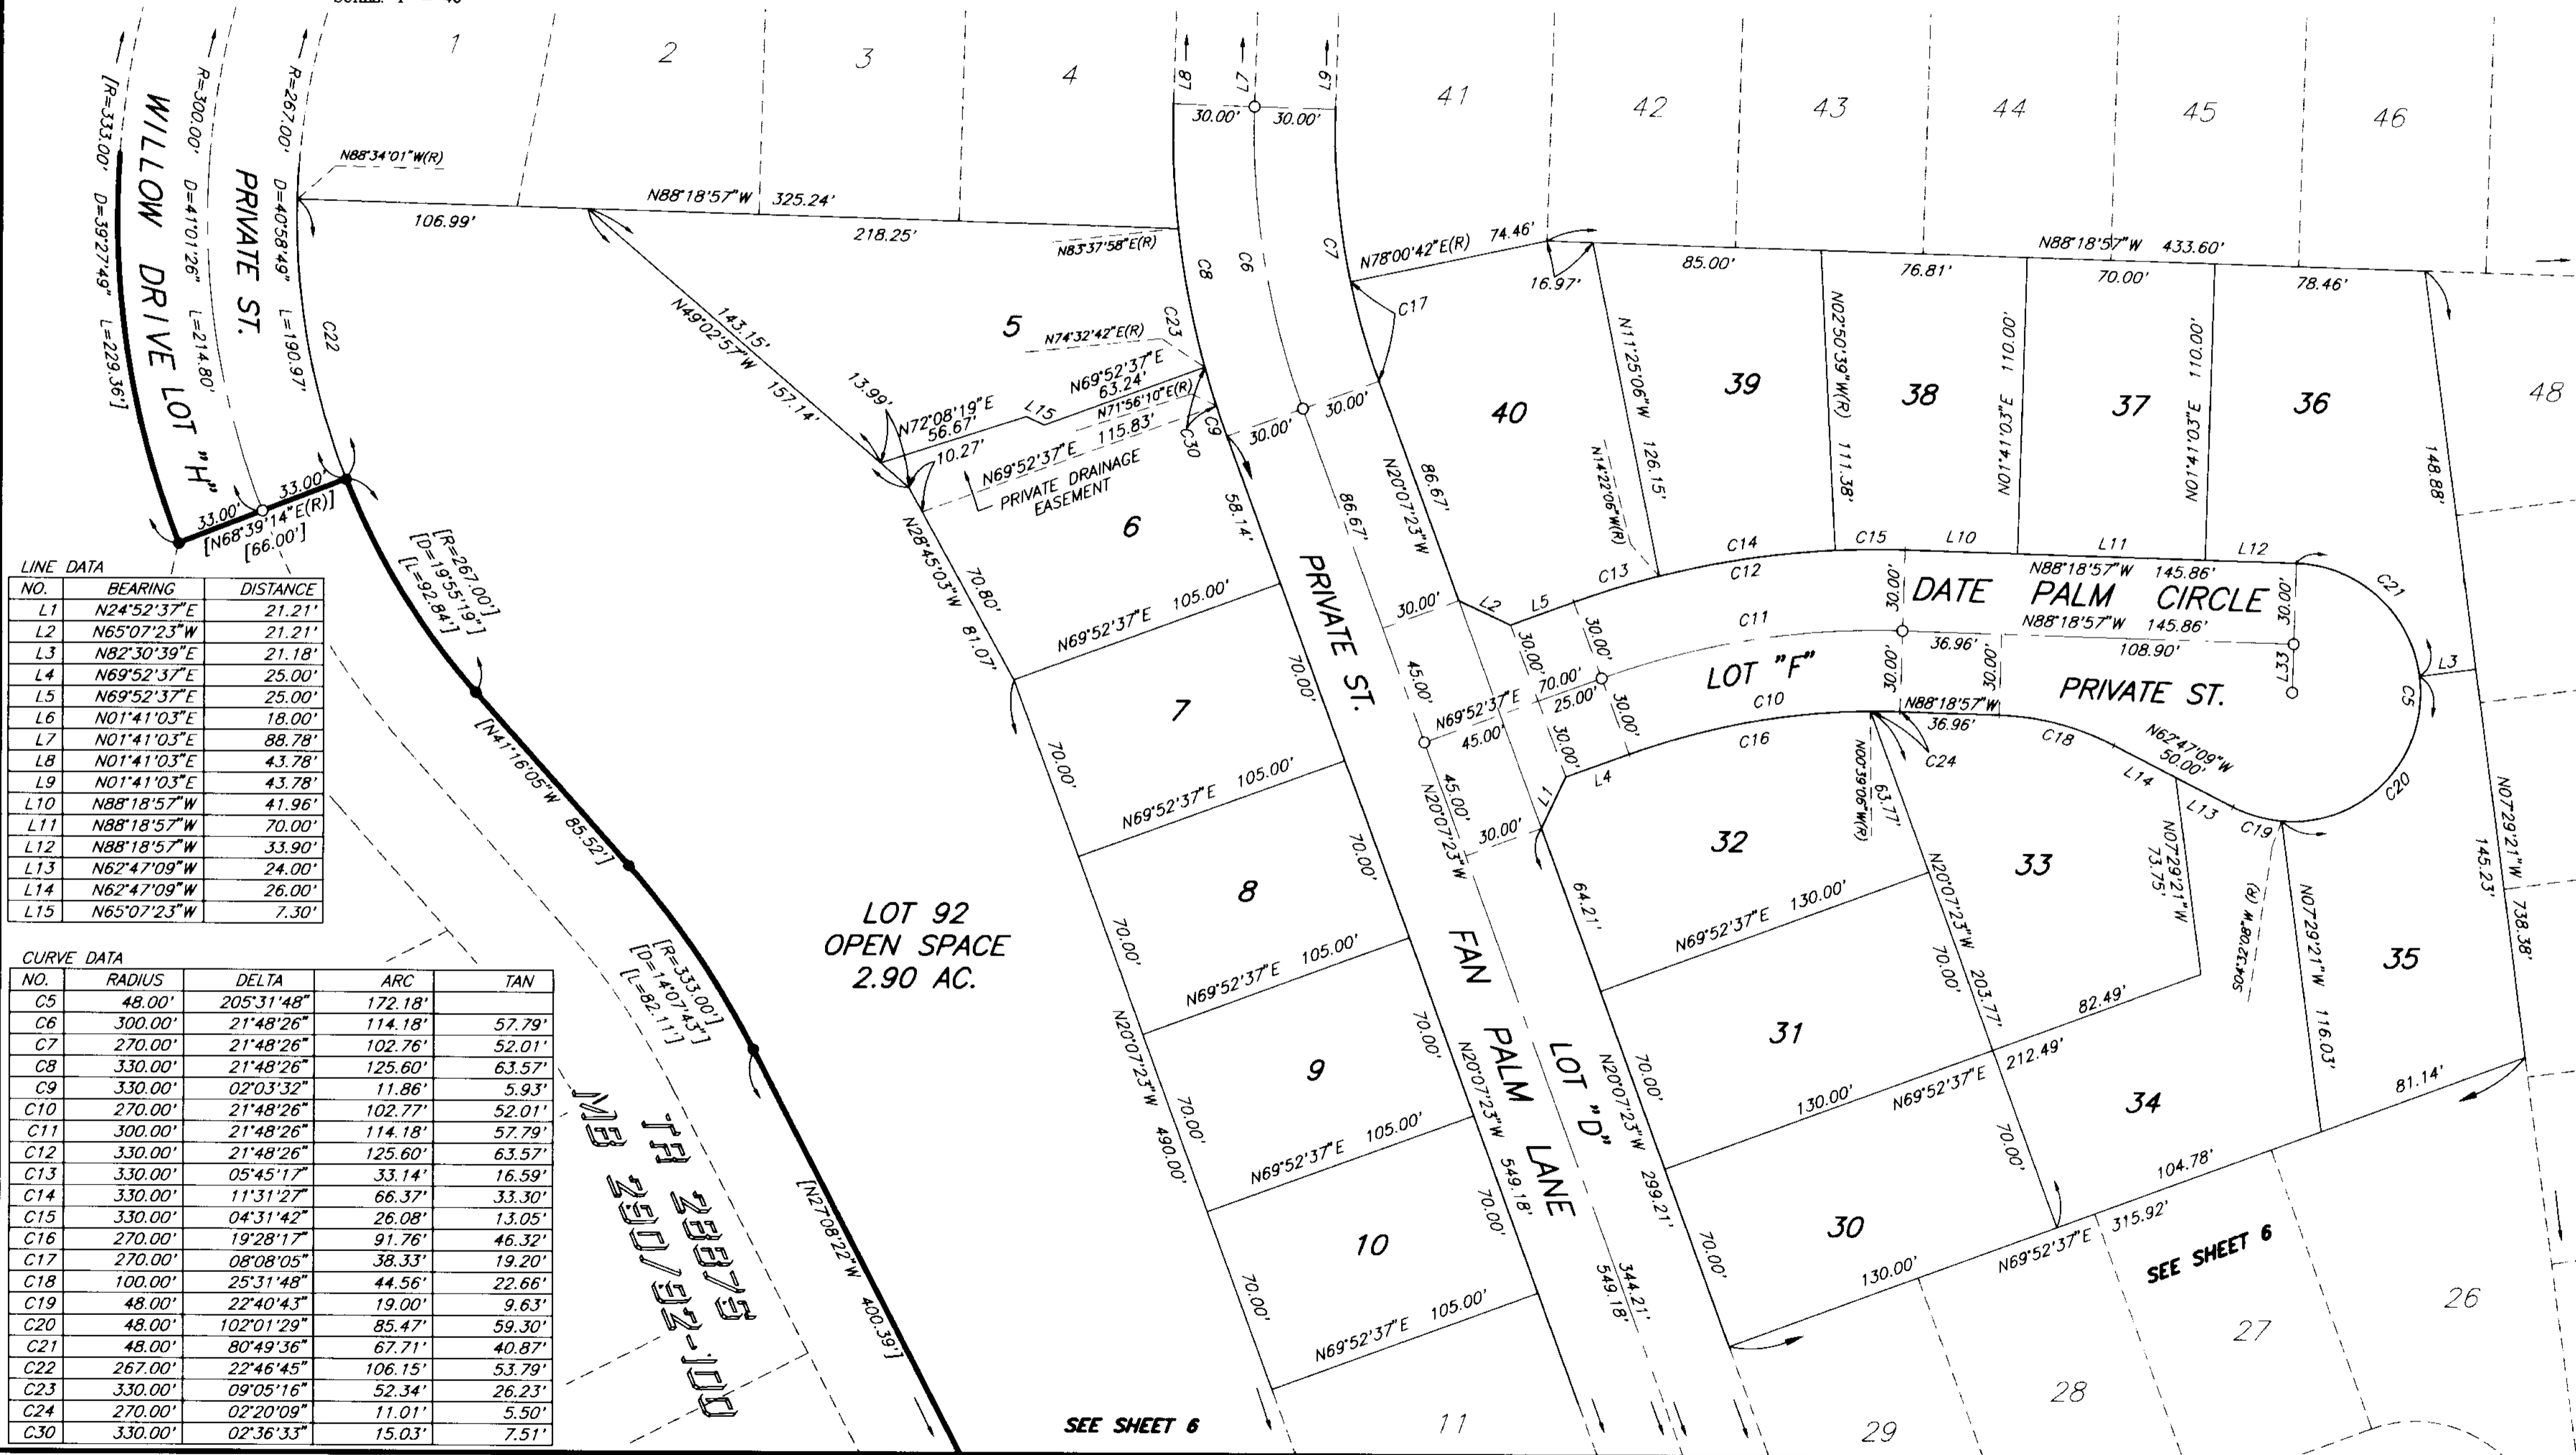 1
2
3
4
41
42
43
44
45
46
L8
L7
L9
30.00'
30.00'
[R=333.00' D=39°27'49" L=229.36']
WILLOW DRIVE LOT "H"
R=300.00' D=41°01'26" L=214.80'
PRIVATE ST.
R=267.00' D=40°58'49" L=190.97'
C22
N88°34'01"W(R)
N88°18'57"W 325.24'
106.99'
218.25'
N83°37'58"E(R)
C8
C6
C7
C23
N78°00'42"E(R) 74.46'
C17
16.97'
N88°18'57"W 433.60'
85.00'
76.81'
70.00'
78.46'
5
143.15'
N49°02'57"W 157.14'
N74°32'42"E(R)
N69°52'37"E
63.24'
13.99'
N72°08'19"E
56.67'
L15
N71°56'10"E(R)
10.27'
N69°52'37"E 115.83'
C30
C9
PRIVATE DRAINAGE
EASEMENT
30.00'
30.00'
40
39
38
37
36
48
N11°25'06"W 126.15'
N02°50'39"W(R) 111.38'
N01°41'03"E 110.00'
N01°41'03"E 110.00'
148.88'
N14°22'06"W(R)
86.67'
N20°07'23"W
86.67'
33.00'
33.00'
[N68°39'14"E(R)]
[66.00']
[R=267.00']
[D=19°55'19"]
[L=92.84']
[N41°16'05"W 85.52']
[R=333.00']
[D=14°07'43"]
[L=82.11']
[N27°08'22"W 400.39']
LINE DATA
NO. BEARING DISTANCE
L1 N24°52'37"E 21.21'
L2 N65°07'23"W 21.21'
L3 N82°30'39"E 21.18'
L4 N69°52'37"E 25.00'
L5 N69°52'37"E 25.00'
L6 N01°41'03"E 18.00'
L7 N01°41'03"E 88.78'
L8 N01°41'03"E 43.78'
L9 N01°41'03"E 43.78'
L10 N88°18'57"W 41.96'
L11 N88°18'57"W 70.00'
L12 N88°18'57"W 33.90'
L13 N62°47'09"W 24.00'
L14 N62°47'09"W 26.00'
L15 N65°07'23"W 7.30'
CURVE DATA
NO. RADIUS DELTA ARC TAN
C5 48.00' 205°31'48" 172.18'
C6 300.00' 21°48'26" 114.18' 57.79'
C7 270.00' 21°48'26" 102.76' 52.01'
C8 330.00' 21°48'26" 125.60' 63.57'
C9 330.00' 02°03'32" 11.86' 5.93'
C10 270.00' 21°48'26" 102.77' 52.01'
C11 300.00' 21°48'26" 114.18' 57.79'
C12 330.00' 21°48'26" 125.60' 63.57'
C13 330.00' 05°45'17" 33.14' 16.59'
C14 330.00' 11°31'27" 66.37' 33.30'
C15 330.00' 04°31'42" 26.08' 13.05'
C16 270.00' 19°28'17" 91.76' 46.32'
C17 270.00' 08°08'05" 38.33' 19.20'
C18 100.00' 25°31'48" 44.56' 22.66'
C19 48.00' 22°40'43" 19.00' 9.63'
C20 48.00' 102°01'29" 85.47' 59.30'
C21 48.00' 80°49'36" 67.71' 40.87'
C22 267.00' 22°46'45" 106.15' 53.79'
C23 330.00' 09°05'16" 52.34' 26.23'
C24 270.00' 02°20'09" 11.01' 5.50'
C30 330.00' 02°36'33" 15.03' 7.51'
TR 28875
MB 290/92-100
LOT 92
OPEN SPACE
2.90 AC.
6
58.14'
N28°45'03"W 81.07'
70.80'
N69°52'37"E 105.00'
7
70.00'
70.00'
N69°52'37"E 105.00'
8
70.00'
70.00'
N69°52'37"E 105.00'
9
70.00'
70.00'
N20°07'23"W 490.00'
N69°52'37"E 105.00'
10
70.00'
70.00'
N69°52'37"E 105.00'
N20°07'23"W 549.18'
11
SEE SHEET 6
PRIVATE ST.
FAN PALM LANE
LOT "D"
30.00'
45.00'
45.00'
N20°07'23"W
30.00'
344.21'
549.18'
L2
L5
C13
C14
C12
C15
L10
L11
L12
30.00'
30.00'
C11
N69°52'37"E 70.00'
45.00'
25.00'
30.00'
30.00'
LOT "F"
C10
C16
L4
L1
DATE PALM CIRCLE
N88°18'57"W 145.86'
N88°18'57"W 145.86'
36.96'
108.90'
30.00'
30.00'
30.00'
30.00'
3.33'
N88°18'57"W
36.96'
PRIVATE ST.
C18
C24
N62°47'09"W
50.00'
L14
L13
C19
C20
C5
C21
L3
32
N00°39'06"W(R)
63.77'
33
N07°29'21"W
73.75'
S04°32'08"W (R)
N07°29'21"W 116.03'
35
N07°29'21"W 738.38'
145.23'
64.21'
N69°52'37"E 130.00'
N20°07'23"W 203.77'
70.00'
82.49'
31
70.00'
N20°07'23"W 299.21'
130.00'
N69°52'37"E 212.49'
34
81.14'
70.00'
30
70.00'
104.78'
130.00'
N69°52'37"E 315.92'
SEE SHEET 6
26
27
28
29